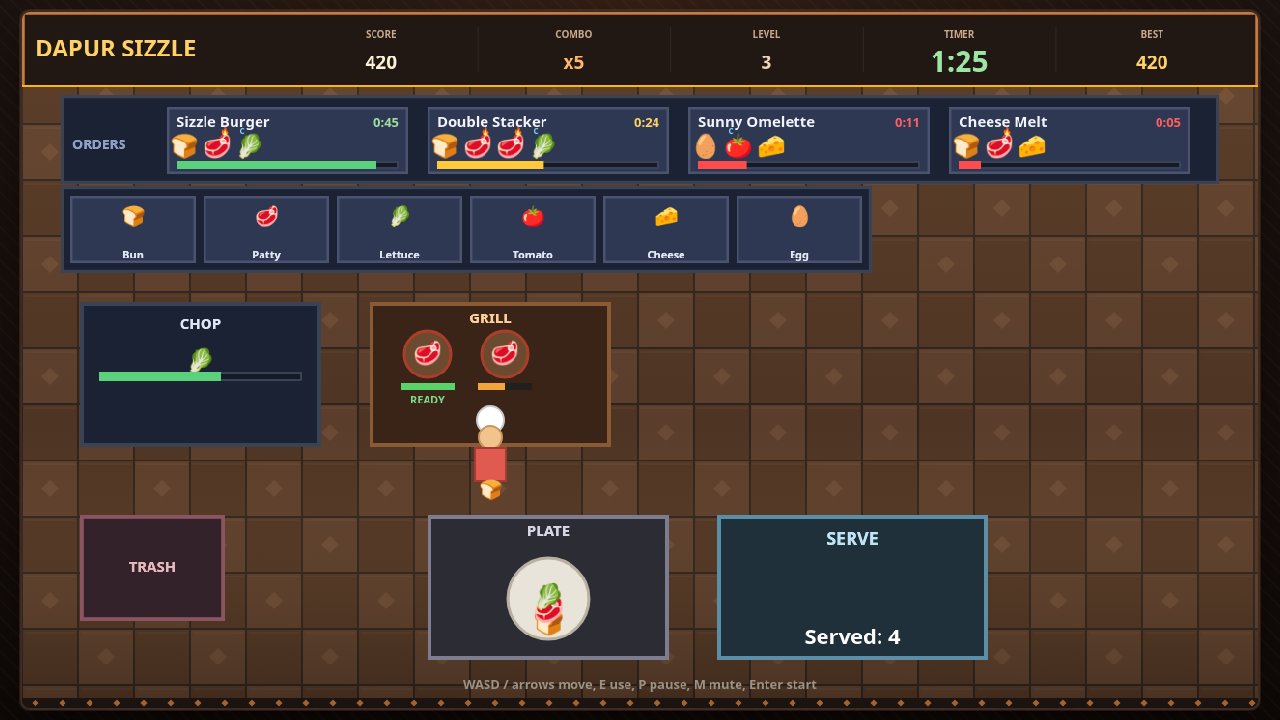 DAPUR SIZZLE
SCORE
420
COMBO
x5
LEVEL
3
TIMER
1:25
BEST
420
ORDERS
Sizzle Burger 0:45
C
Double Stacker 0:24
C
Sunny Omelette 0:11
C
Cheese Melt 0:05
Bun
Patty
Lettuce
Tomato
Cheese
Egg
CHOP
GRILL
READY
TRASH
PLATE
SERVE
Served: 4
WASD / arrows move, E use, P pause, M mute, Enter start